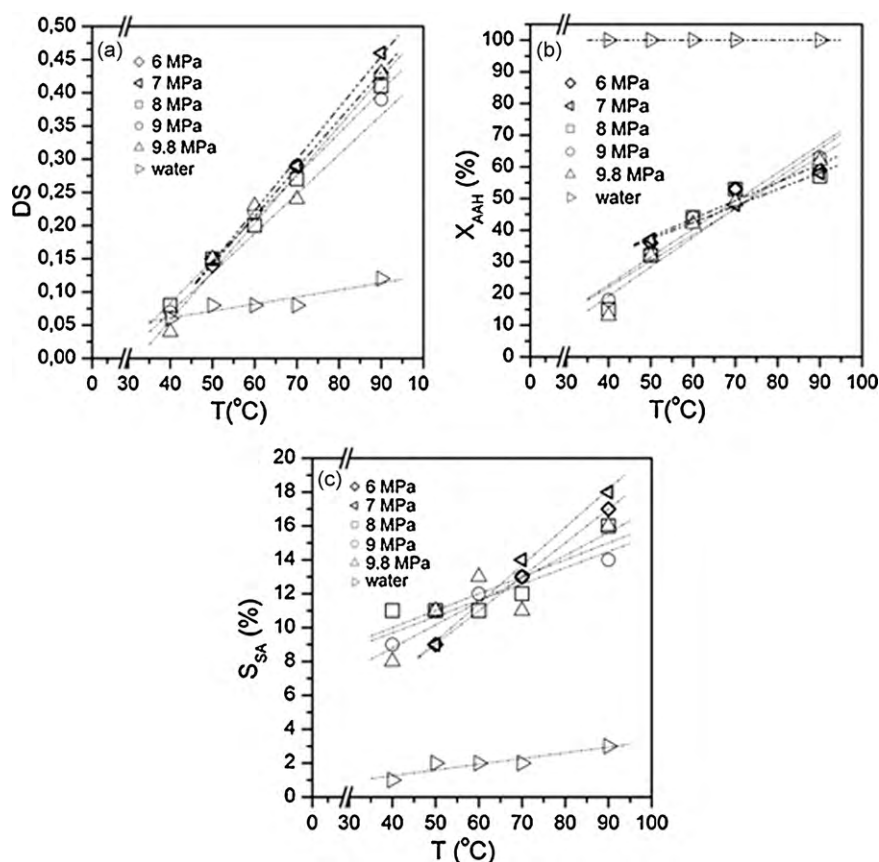 (a)
0,50
0,45
0,40
0,35
0,30
0,25
0,20
0,15
0,10
0,05
0,00
DS
6 MPa
7 MPa
8 MPa
9 MPa
9.8 MPa
water
0 30 40 50 60 70 80 90 10
T(°C)
(b)
100
90
80
70
60
50
40
30
20
10
0
X_AAH (%)
6 MPa
7 MPa
8 MPa
9 MPa
9.8 MPa
water
0 30 40 50 60 70 80 90 100
T (°C)
(c)
20
18
16
14
12
10
8
6
4
2
0
S_SA (%)
6 MPa
7 MPa
8 MPa
9 MPa
9.8 MPa
water
0 30 40 50 60 70 80 90 100
T (°C)